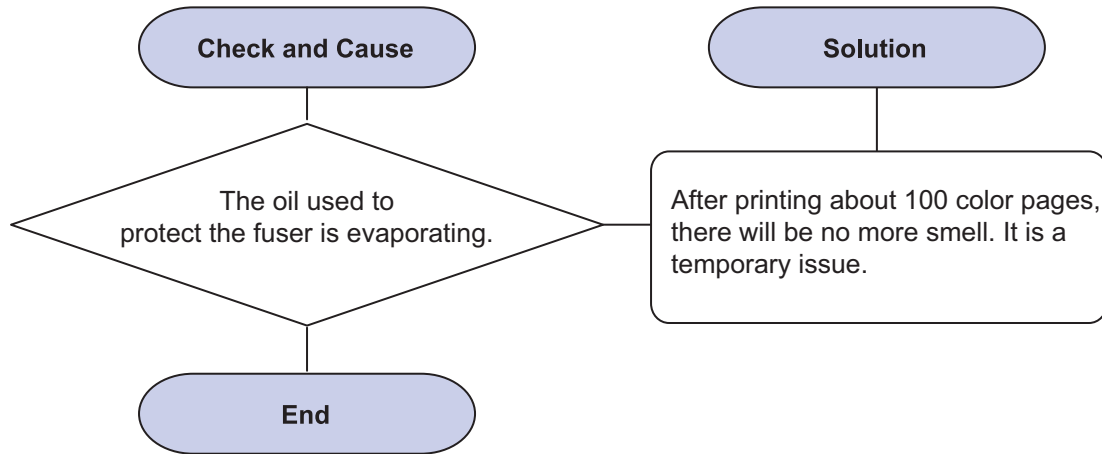 Check and Cause
Solution
The oil used to
protect the fuser is evaporating.
After printing about 100 color pages,
there will be no more smell. It is a
temporary issue.
End